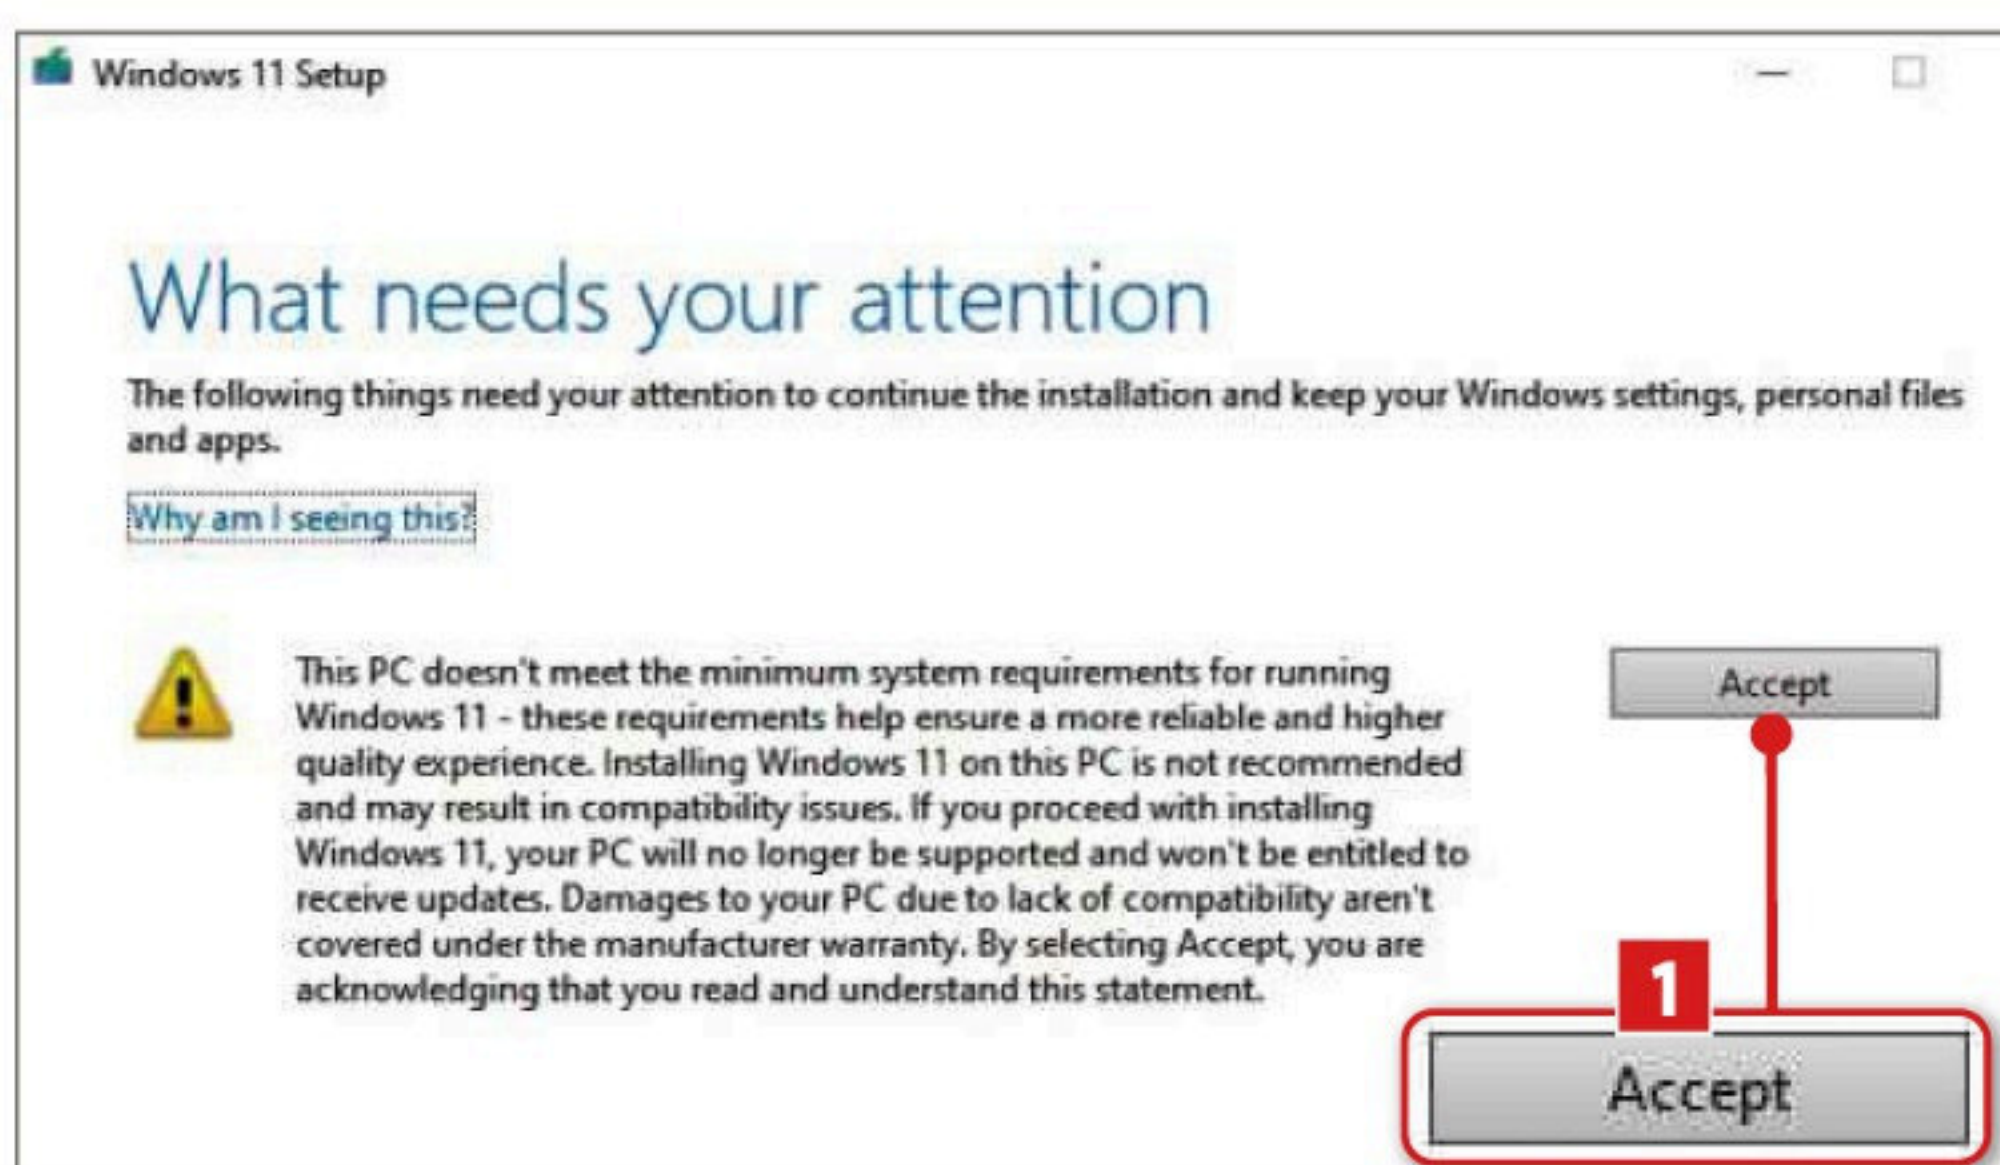 Windows 11 Setup
What needs your attention
The following things need your attention to continue the installation and keep your Windows settings, personal files
and apps.
Why am I seeing this?
This PC doesn't meet the minimum system requirements for running
Windows 11 - these requirements help ensure a more reliable and higher
quality experience. Installing Windows 11 on this PC is not recommended
and may result in compatibility issues. If you proceed with installing
Windows 11, your PC will no longer be supported and won't be entitled to
receive updates. Damages to your PC due to lack of compatibility aren't
covered under the manufacturer warranty. By selecting Accept, you are
acknowledging that you read and understand this statement.
Accept
1
Accept